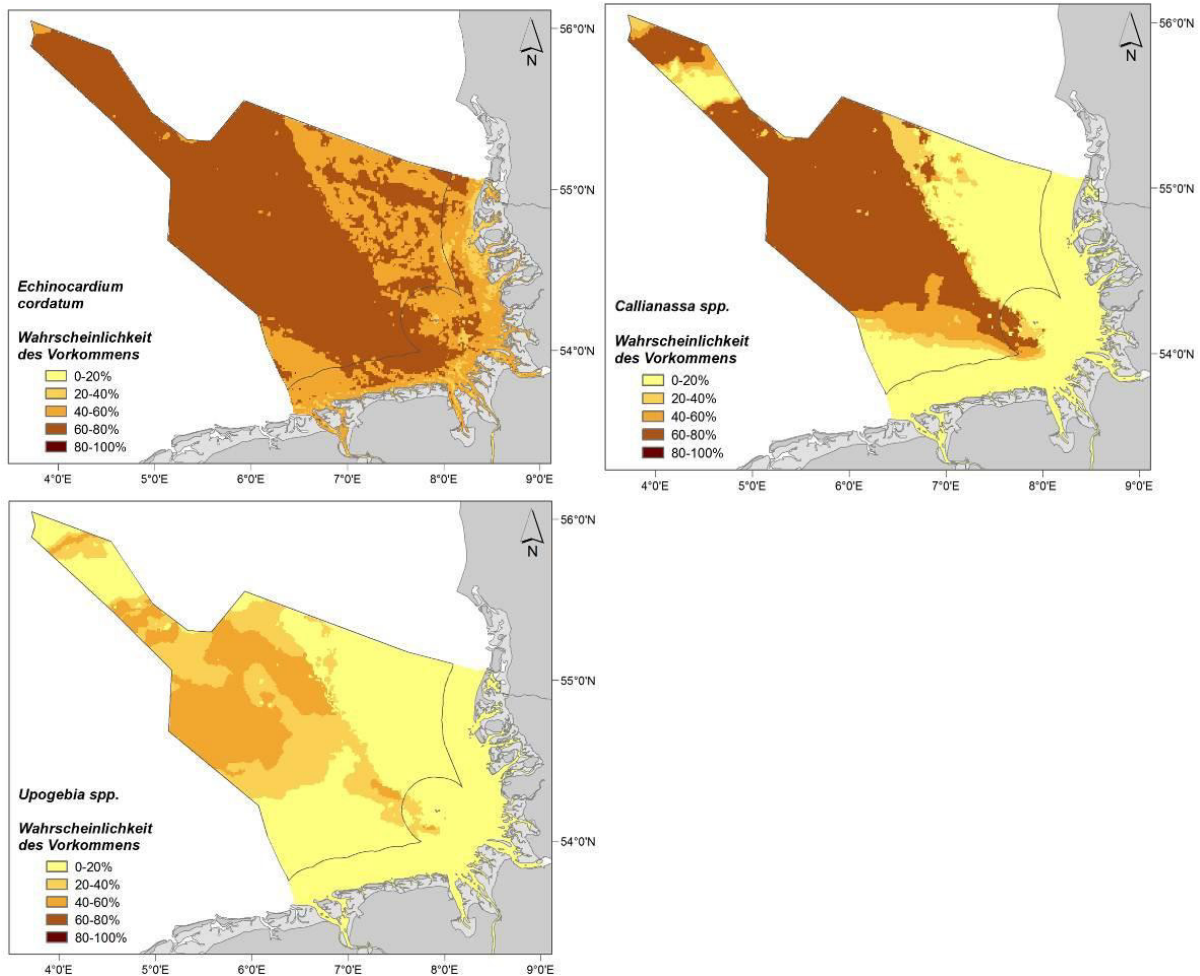 N
56°0'N
55°0'N
54°0'N
Echinocardium
cordatum
Wahrscheinlichkeit
des Vorkommens
0-20%
20-40%
40-60%
60-80%
80-100%
4°0'E 5°0'E 6°0'E 7°0'E 8°0'E 9°0'E
N
56°0'N
55°0'N
54°0'N
Callianassa spp.
Wahrscheinlichkeit
des Vorkommens
0-20%
20-40%
40-60%
60-80%
80-100%
4°0'E 5°0'E 6°0'E 7°0'E 8°0'E 9°0'E
N
56°0'N
55°0'N
54°0'N
Upogebia spp.
Wahrscheinlichkeit
des Vorkommens
0-20%
20-40%
40-60%
60-80%
80-100%
4°0'E 5°0'E 6°0'E 7°0'E 8°0'E 9°0'E